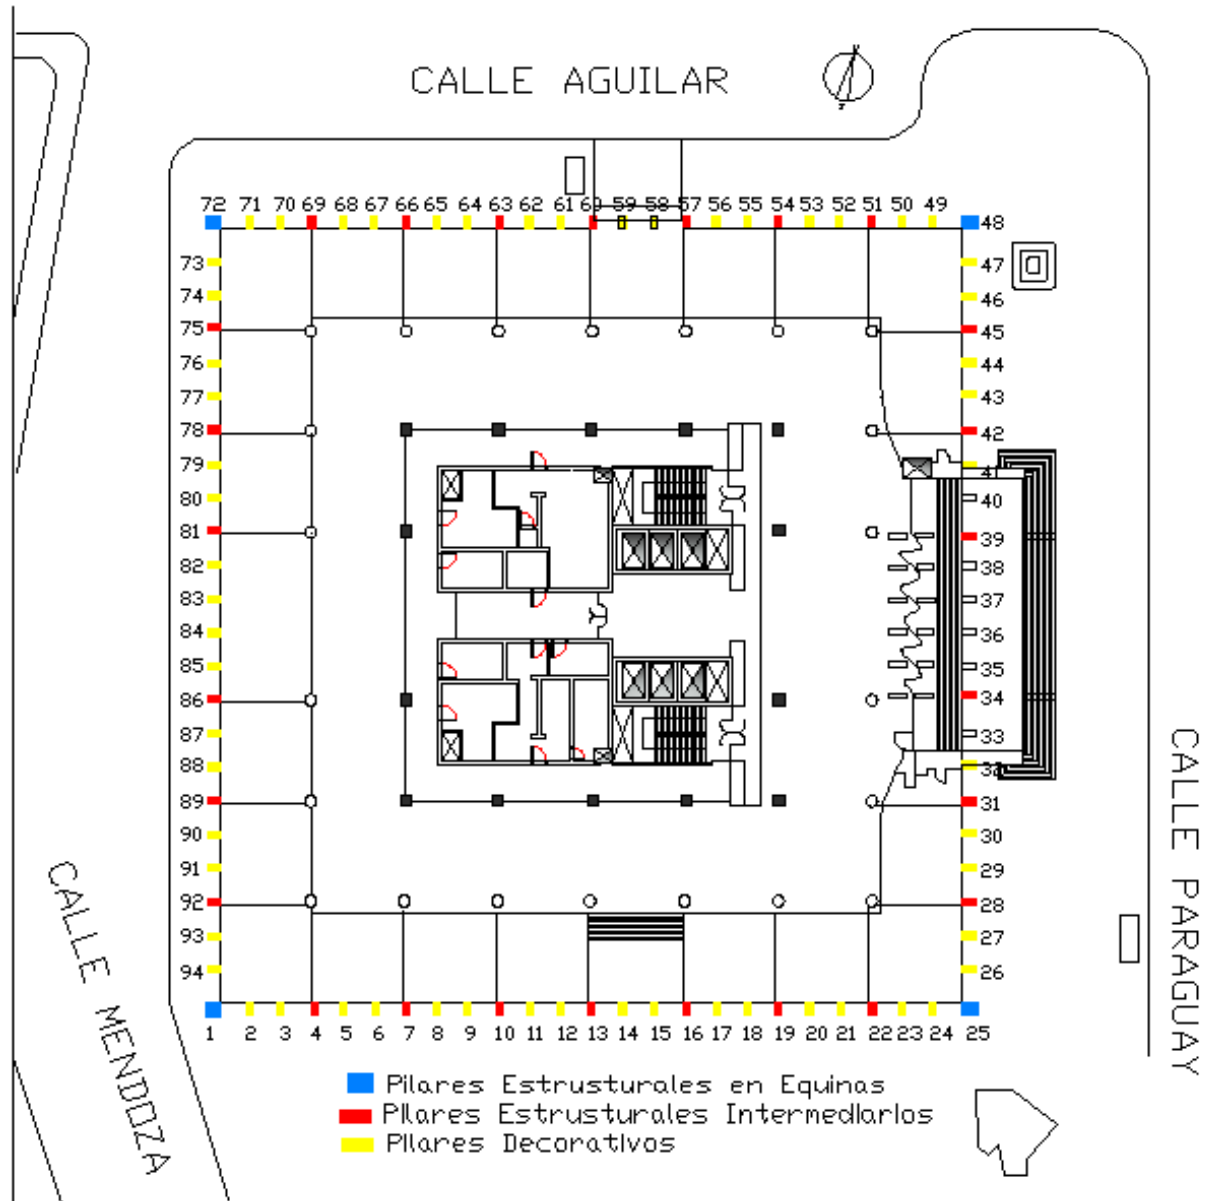 CALLE AGUILAR
72 71 70 69 68 67 66 65 64 63 62 61 60 59 58 57 56 55 54 53 52 51 50 49 48
73 47
74 46
75 45
76 44
77 43
78 42
79 41
80 40
81 39
82 38
83 37
84 36
85 35
86 34
87 33
88 32
89 31
90 30
91 29
92 28
93 27
94 26
1 2 3 4 5 6 7 8 9 10 11 12 13 14 15 16 19 20 21 22 23 24 25
CALLE MENDOZA
CALLE PARAGUAY
Pilares Estrusturales en Equinas
Pilares Estrusturales Intermediarios
Pilares Decorativos